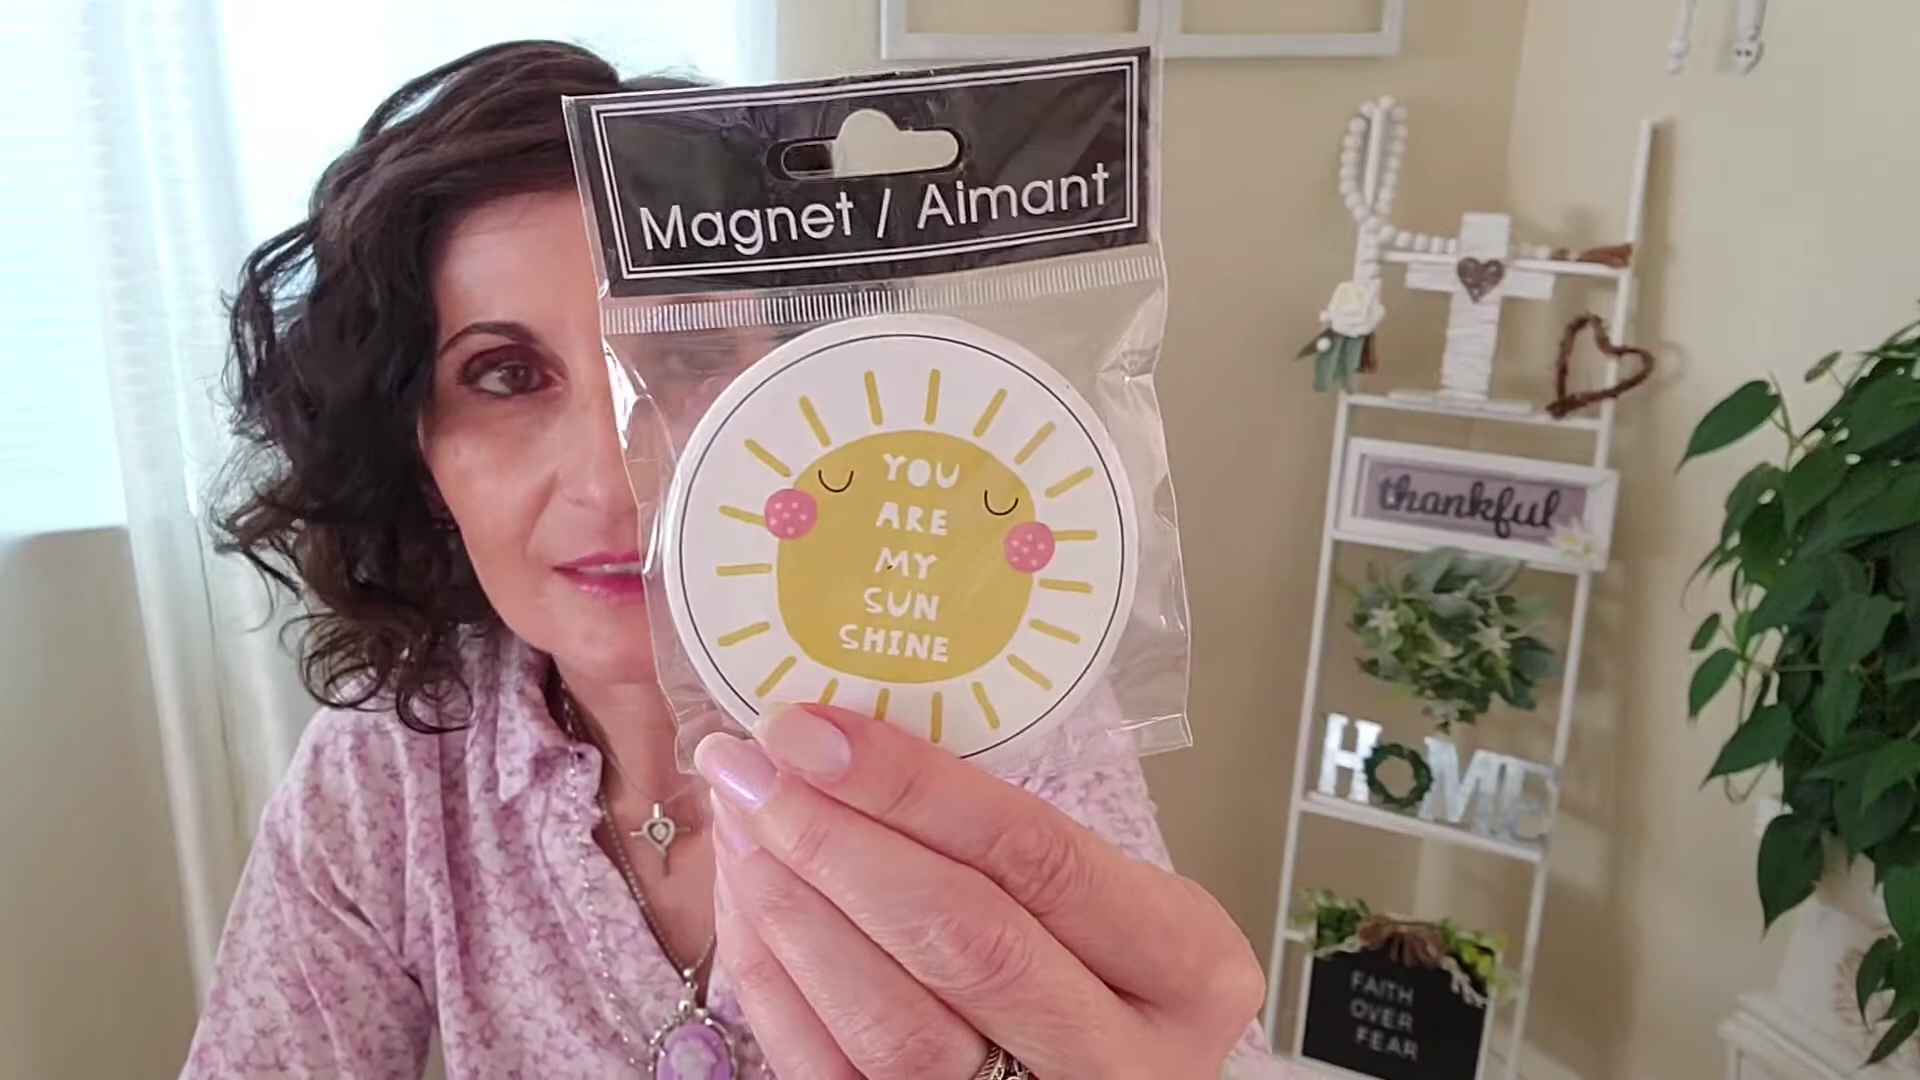 Magnet / Aimant
YOU
ARE
MY
SUN
SHINE
thankful
HOME
FAITH
OVER
FEAR